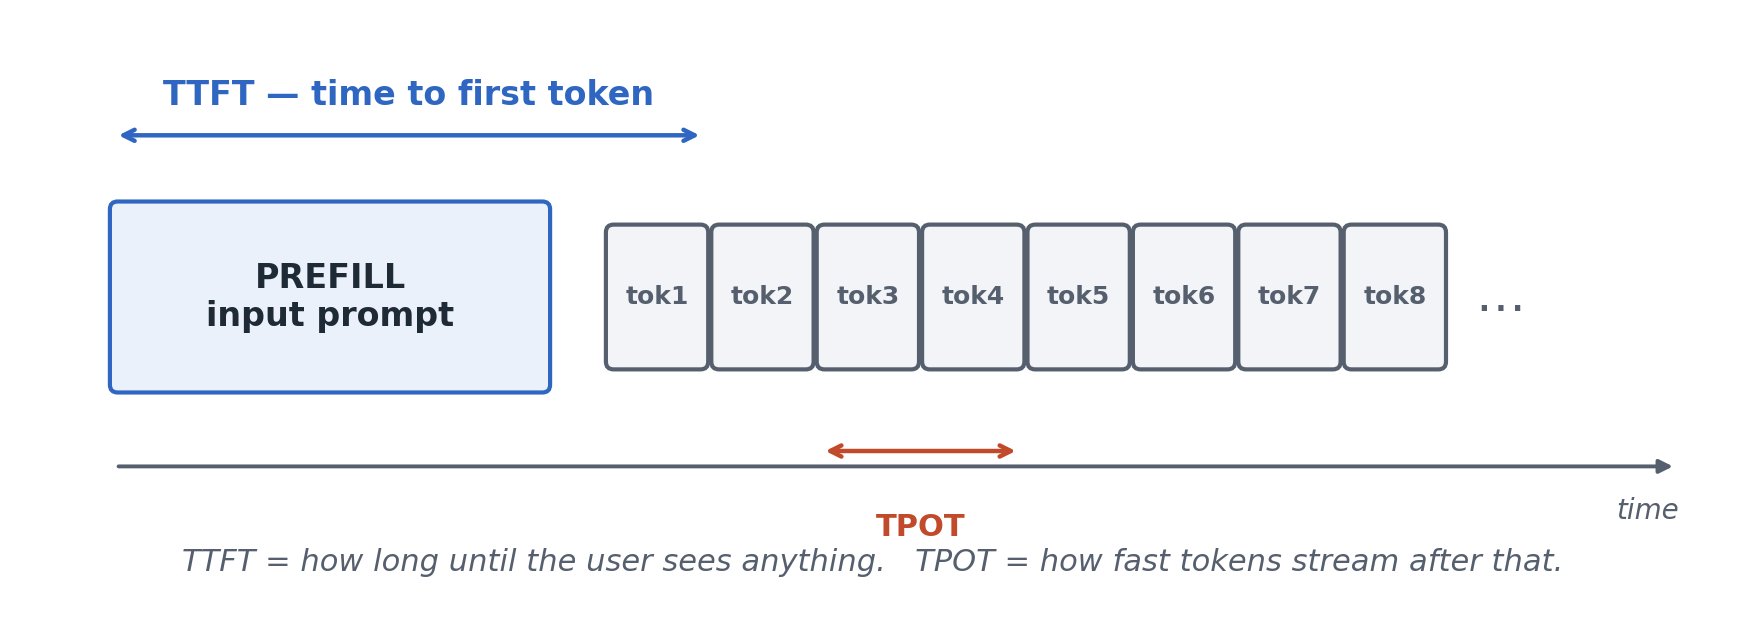 TTFT — time to first token
PREFILL
input prompt
tok1 tok2 tok3 tok4 tok5 tok6 tok7 tok8 ...
time
TPOT
TTFT = how long until the user sees anything.   TPOT = how fast tokens stream after that.